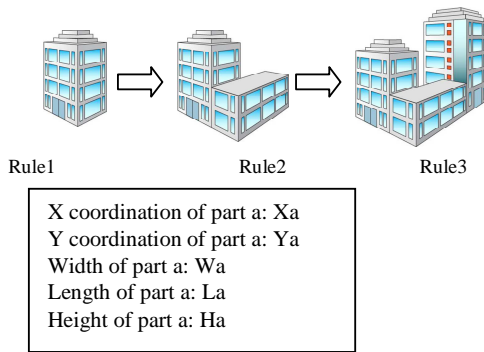 Rule1 Rule2 Rule3
X coordination of part a: Xa
Y coordination of part a: Ya
Width of part a: Wa
Length of part a: La
Height of part a: Ha